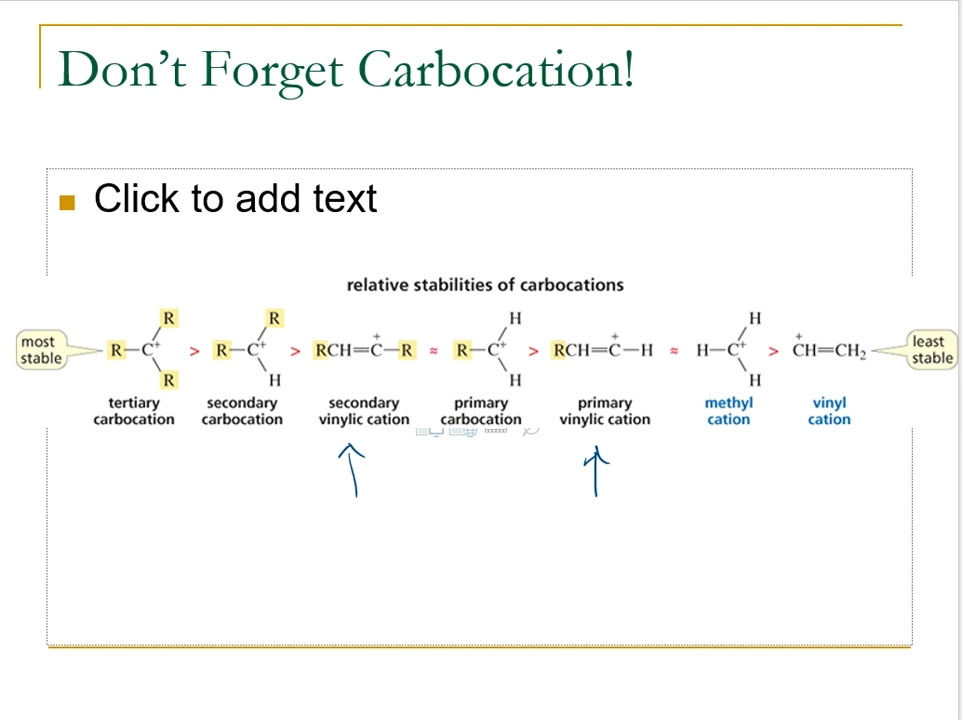 Don't Forget Carbocation!
Click to add text
relative stabilities of carbocations
most stable
R R—C⁺ R
>
R R—C⁺ H
>
RCH=C⁺—R
≈
H R—C⁺ H
>
RCH=C⁺—H
≈
H H—C⁺ H
>
C⁺H=CH₂
least stable
tertiary carbocation
secondary carbocation
secondary vinylic cation
primary carbocation
primary vinylic cation
methyl cation
vinyl cation